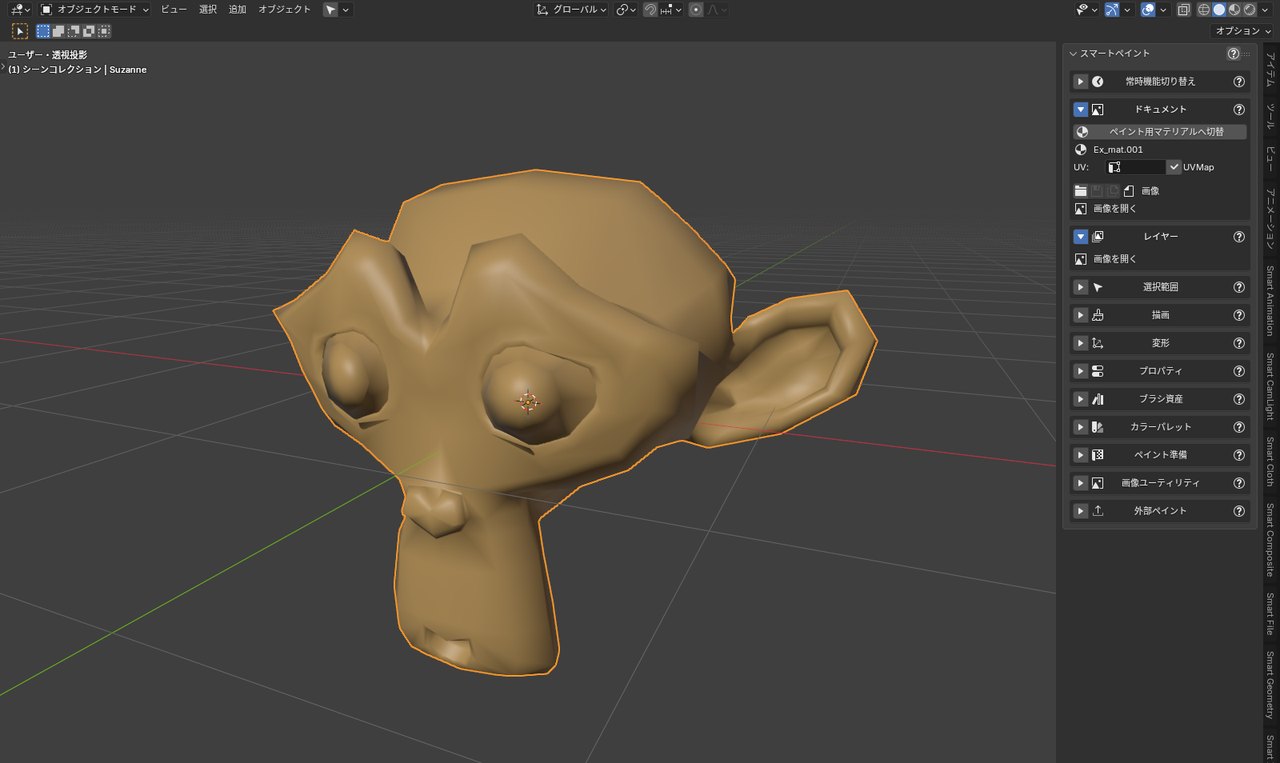 オブジェクトモード ビュー 選択 追加 オブジェクト グローバル
オプション
ユーザー・透視投影
(1) シーンコレクション | Suzanne
スマートペイント
常時機能切り替え
ドキュメント
ペイント用マテリアルへ切替
Ex_mat.001
UV: UVMap
画像
画像を開く
レイヤー
画像を開く
選択範囲
描画
変形
プロパティ
ブラシ資産
カラーパレット
ペイント準備
画像ユーティリティ
外部ペイント
アイテム
ツール
ビュー
アニメーション
Smart Animation
Smart CamLight
Smart Cloth
Smart Composite
Smart File
Smart Geometry
Smart